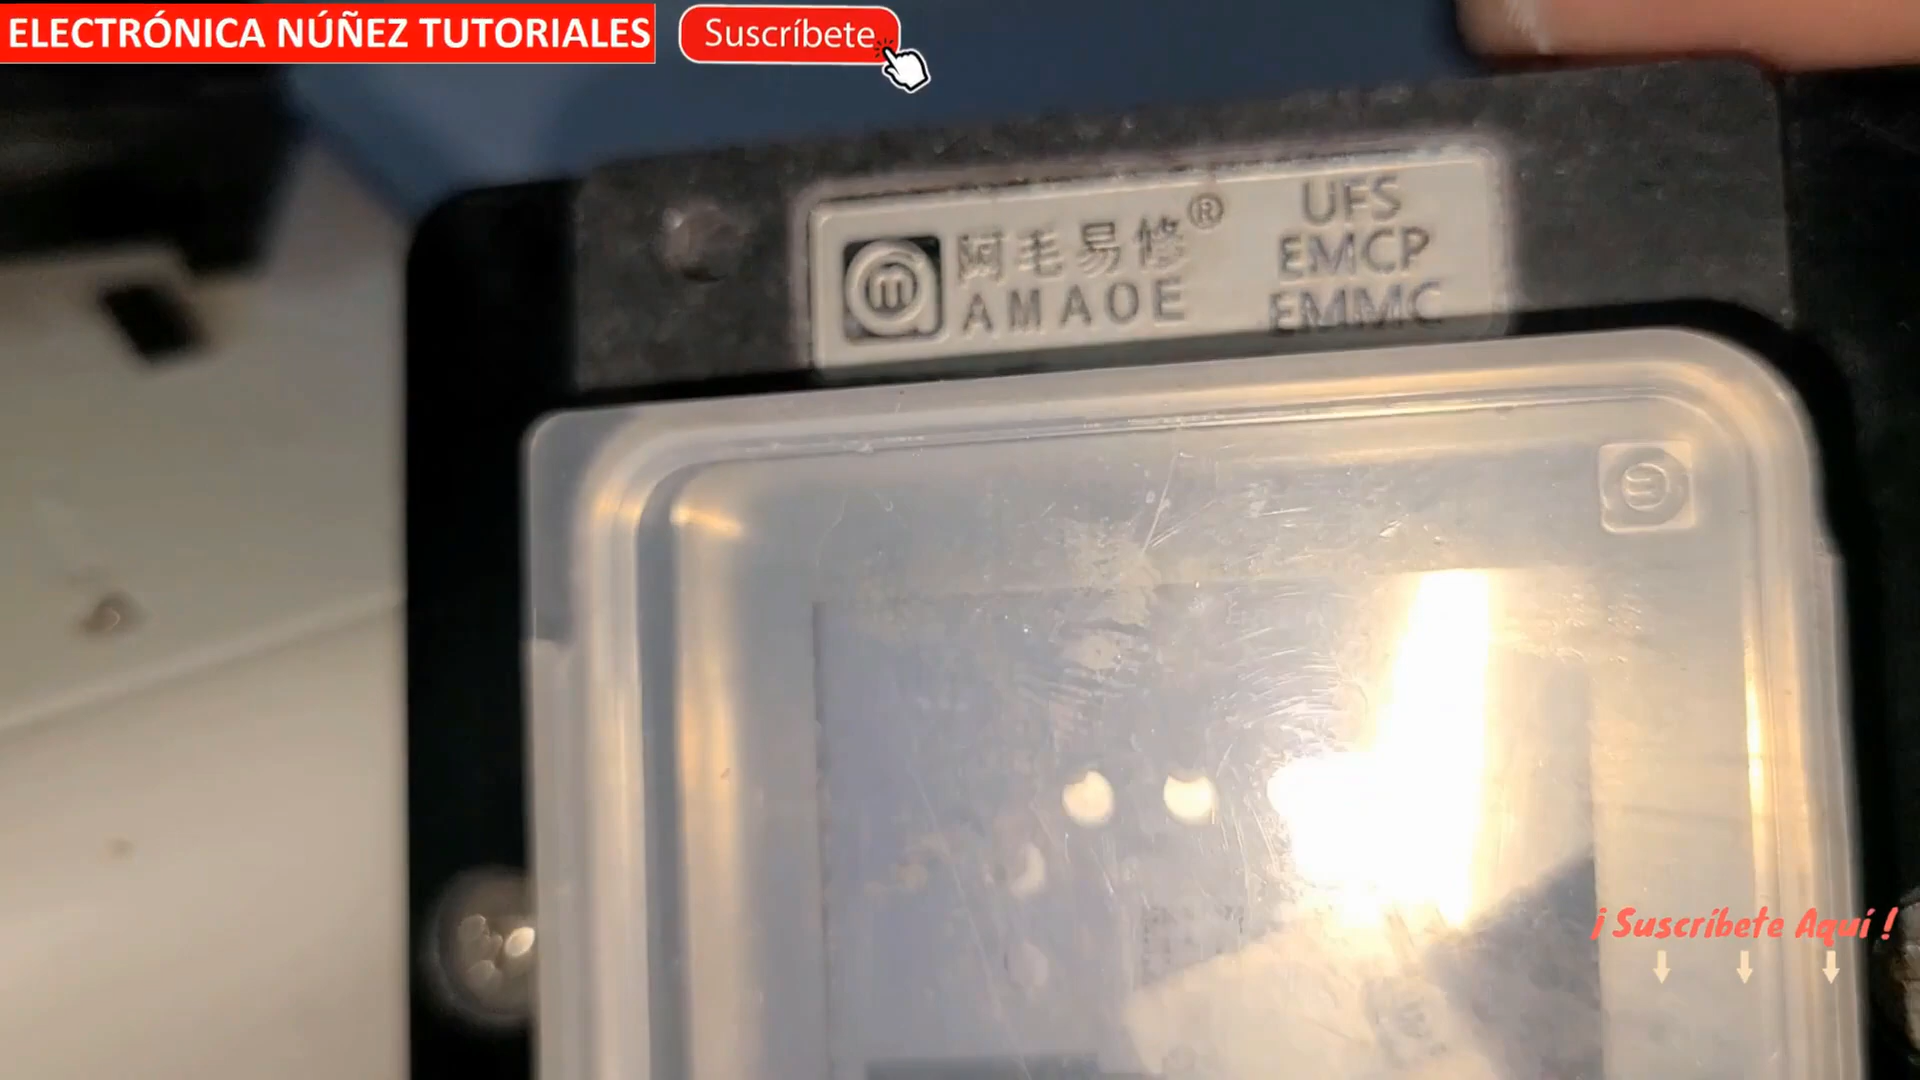 ELECTRÓNICA NÚÑEZ TUTORIALES
Suscríbete
阿毛易修®
AMAOE
UFS
EMCP
EMMC
¡ Suscríbete Aquí !